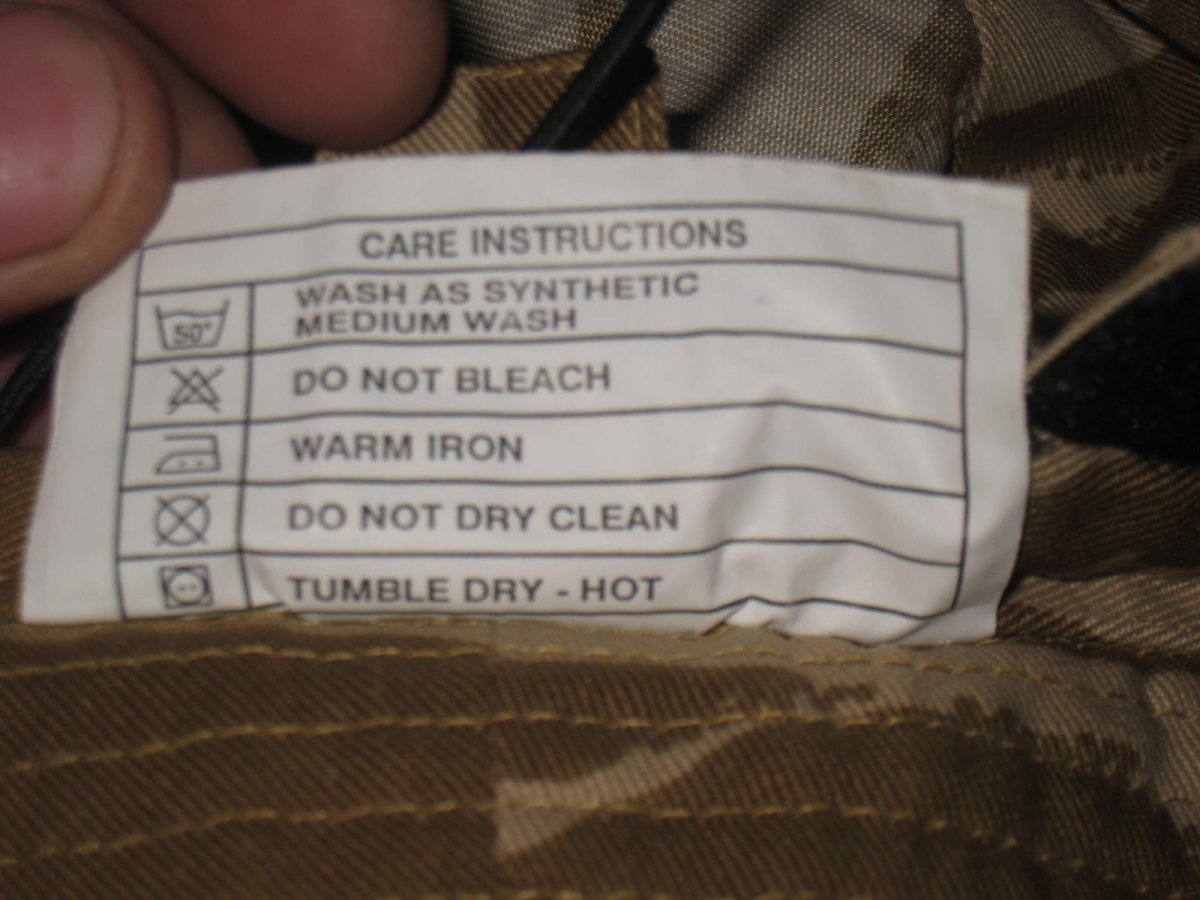 CARE INSTRUCTIONS
50° WASH AS SYNTHETIC
MEDIUM WASH
DO NOT BLEACH
WARM IRON
DO NOT DRY CLEAN
TUMBLE DRY - HOT